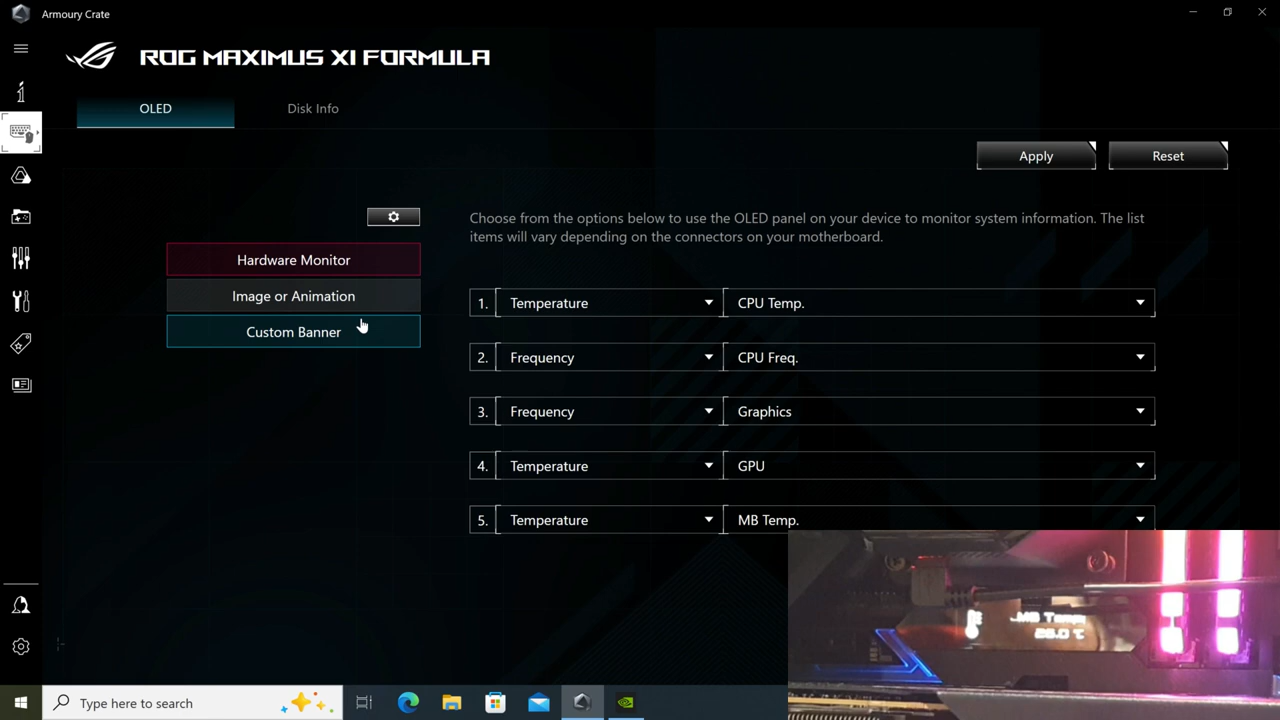 Armoury Crate
ROG MAXIMUS XI FORMULA
OLED
Disk Info
Apply
Reset
Choose from the options below to use the OLED panel on your device to monitor system information. The list
items will vary depending on the connectors on your motherboard.
Hardware Monitor
Image or Animation
Custom Banner
1. Temperature CPU Temp.
2. Frequency CPU Freq.
3. Frequency Graphics
4. Temperature GPU
5. Temperature MB Temp.
Type here to search